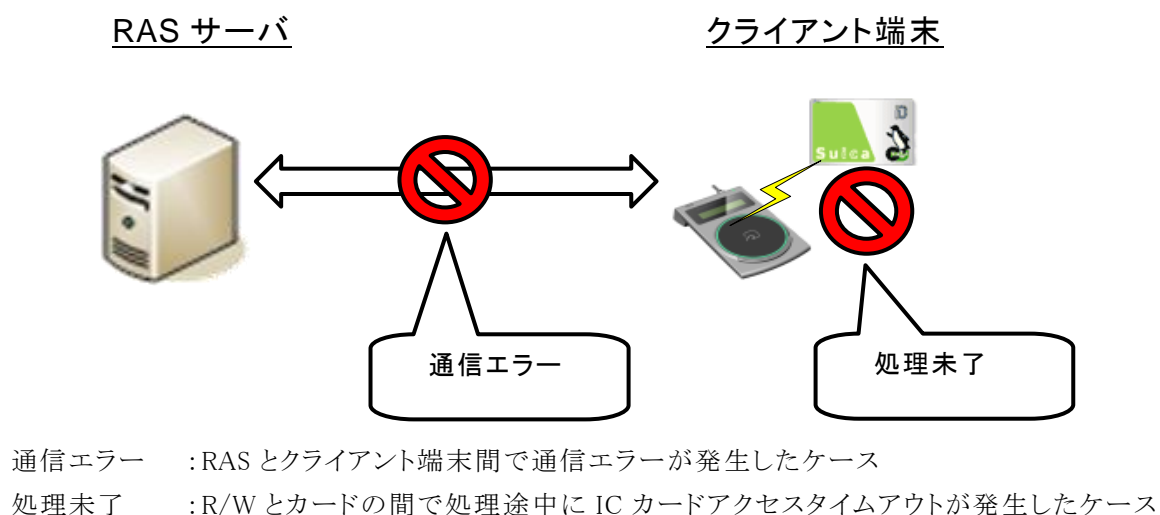 RAS サーバ
クライアント端末
Suica
通信エラー
処理未了
通信エラー :RAS とクライアント端末間で通信エラーが発生したケース
処理未了 :R/W とカードの間で処理途中に IC カードアクセスタイムアウトが発生したケース